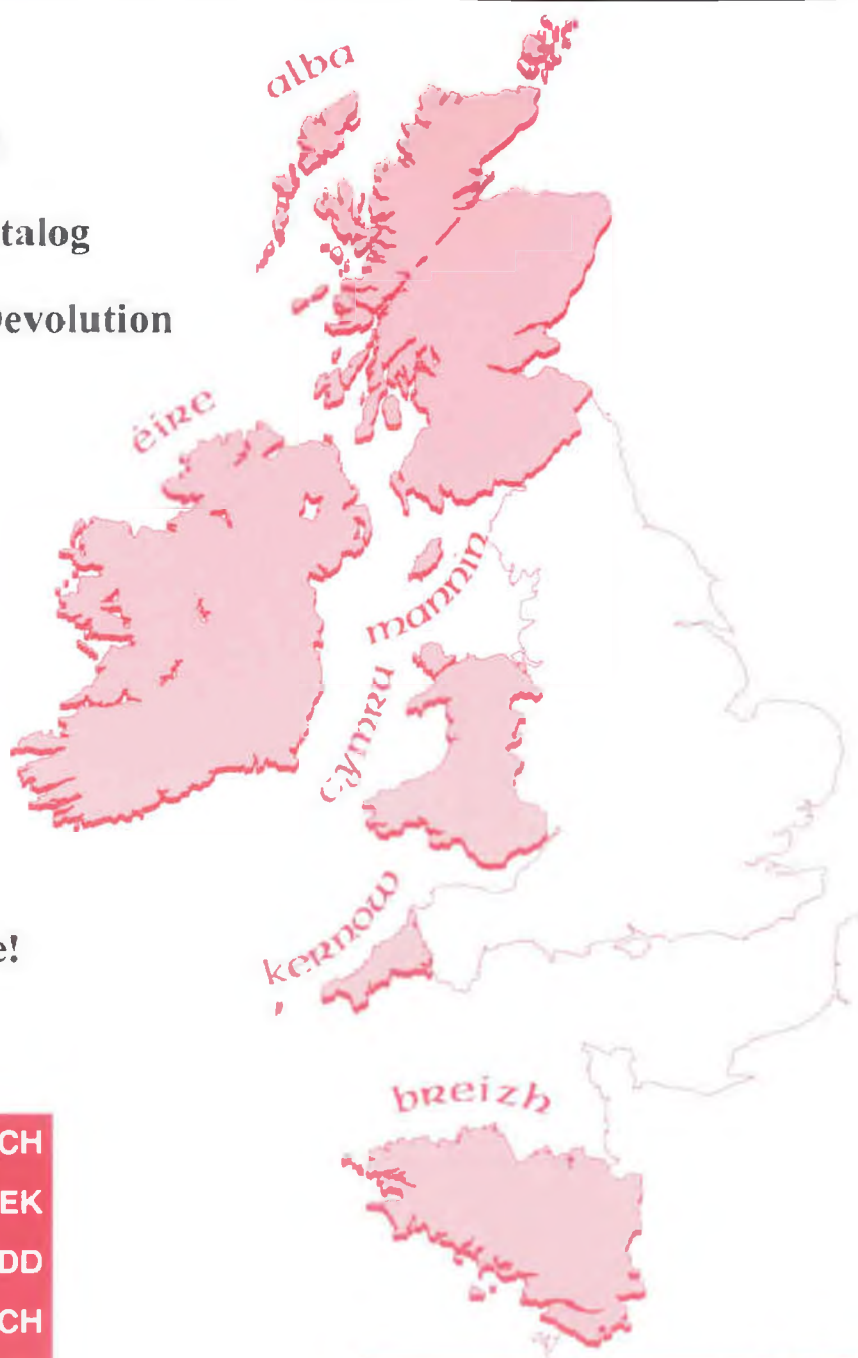 alba
talog
evolution
éire
mannin
cymru
kernow
e!
breizh
CH
EK
DD
CH